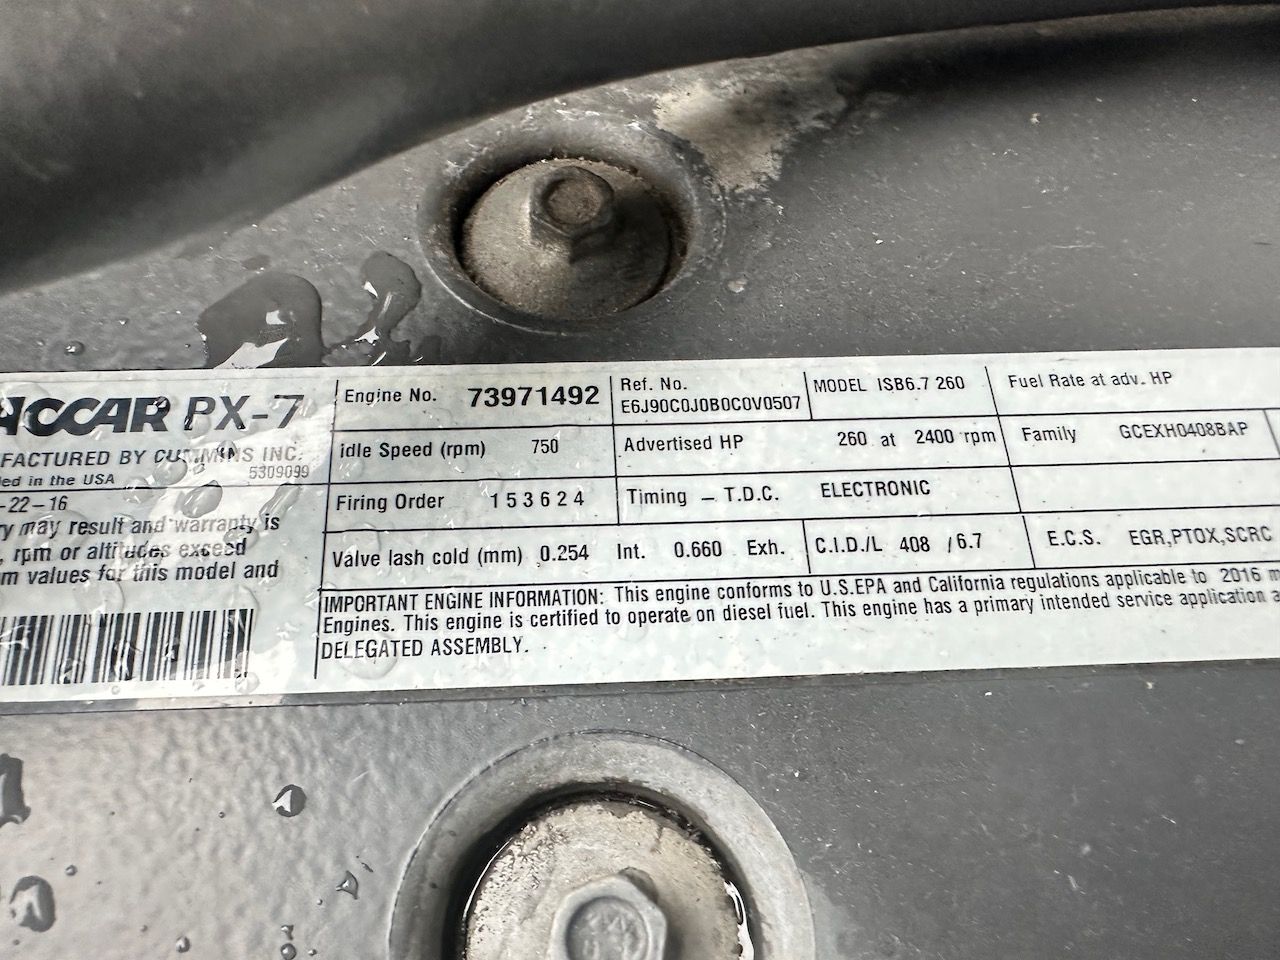 ACCAR PX-7
FACTURED BY CUMMINS INC.
5309099
ed in the USA
-22-16
y may result and warranty is
, rpm or altitudes exceed
m values for this model and
Engine No. 73971492
Ref. No.
E6J90C0J0B0C0V0507
MODEL ISB6.7 260
Fuel Rate at adv. HP
idle Speed (rpm) 750
Advertised HP 260 at 2400 rpm
Family GCEXH0408BAP
Firing Order 1 5 3 6 2 4
Timing – T.D.C. ELECTRONIC
Valve lash cold (mm) 0.254 Int. 0.660 Exh.
C.I.D./L 408 /6.7
E.C.S. EGR,PTOX,SCRC
IMPORTANT ENGINE INFORMATION: This engine conforms to U.S.EPA and California regulations applicable to 2016 m
Engines. This engine is certified to operate on diesel fuel. This engine has a primary intended service application a
DELEGATED ASSEMBLY.